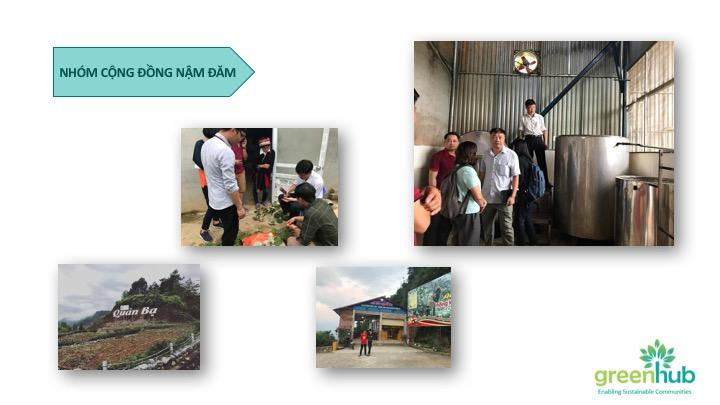 NHÓM CỘNG ĐỒNG NẬM ĐĂM
Quản Bạ
greenhub
Enabling Sustainable Communities